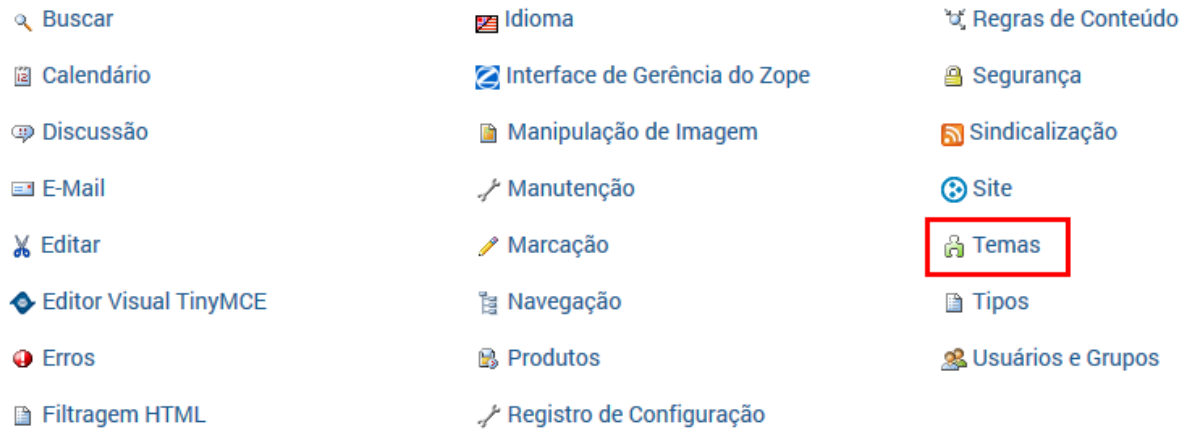 Buscar
Calendário
Discussão
E-Mail
Editar
Editor Visual TinyMCE
Erros
Filtragem HTML
Idioma
Interface de Gerência do Zope
Manipulação de Imagem
Manutenção
Marcação
Navegação
Produtos
Registro de Configuração
Regras de Conteúdo
Segurança
Sindicalização
Site
Temas
Tipos
Usuários e Grupos